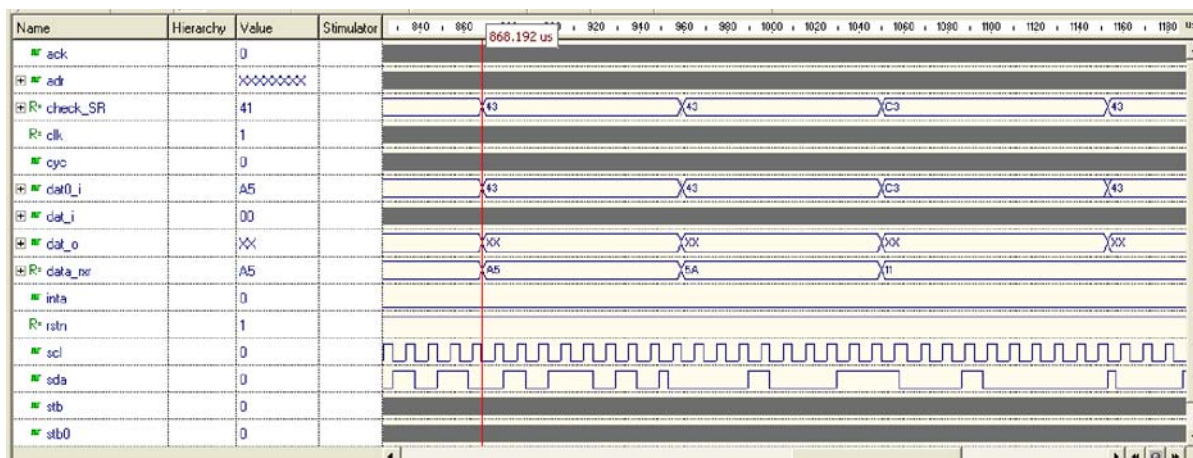 Name Hierarchy Value Stimulator 840 860 920 940 960 980 1000 1020 1040 1060 1080 1100 1120 1140 1160 1180
868.192 us
ack 0
adr XXXXXXXX
check_SR 41 43 43 C3 43
clk 1
cyc 0
dat0_i A5 43 43 C3 43
dat_i 00
dat_o XX XX XX XX XX
data_rxr A5 A5 5A 11
inta 0
rstn 1
scl 0
sda 0
stb 0
stb0 0